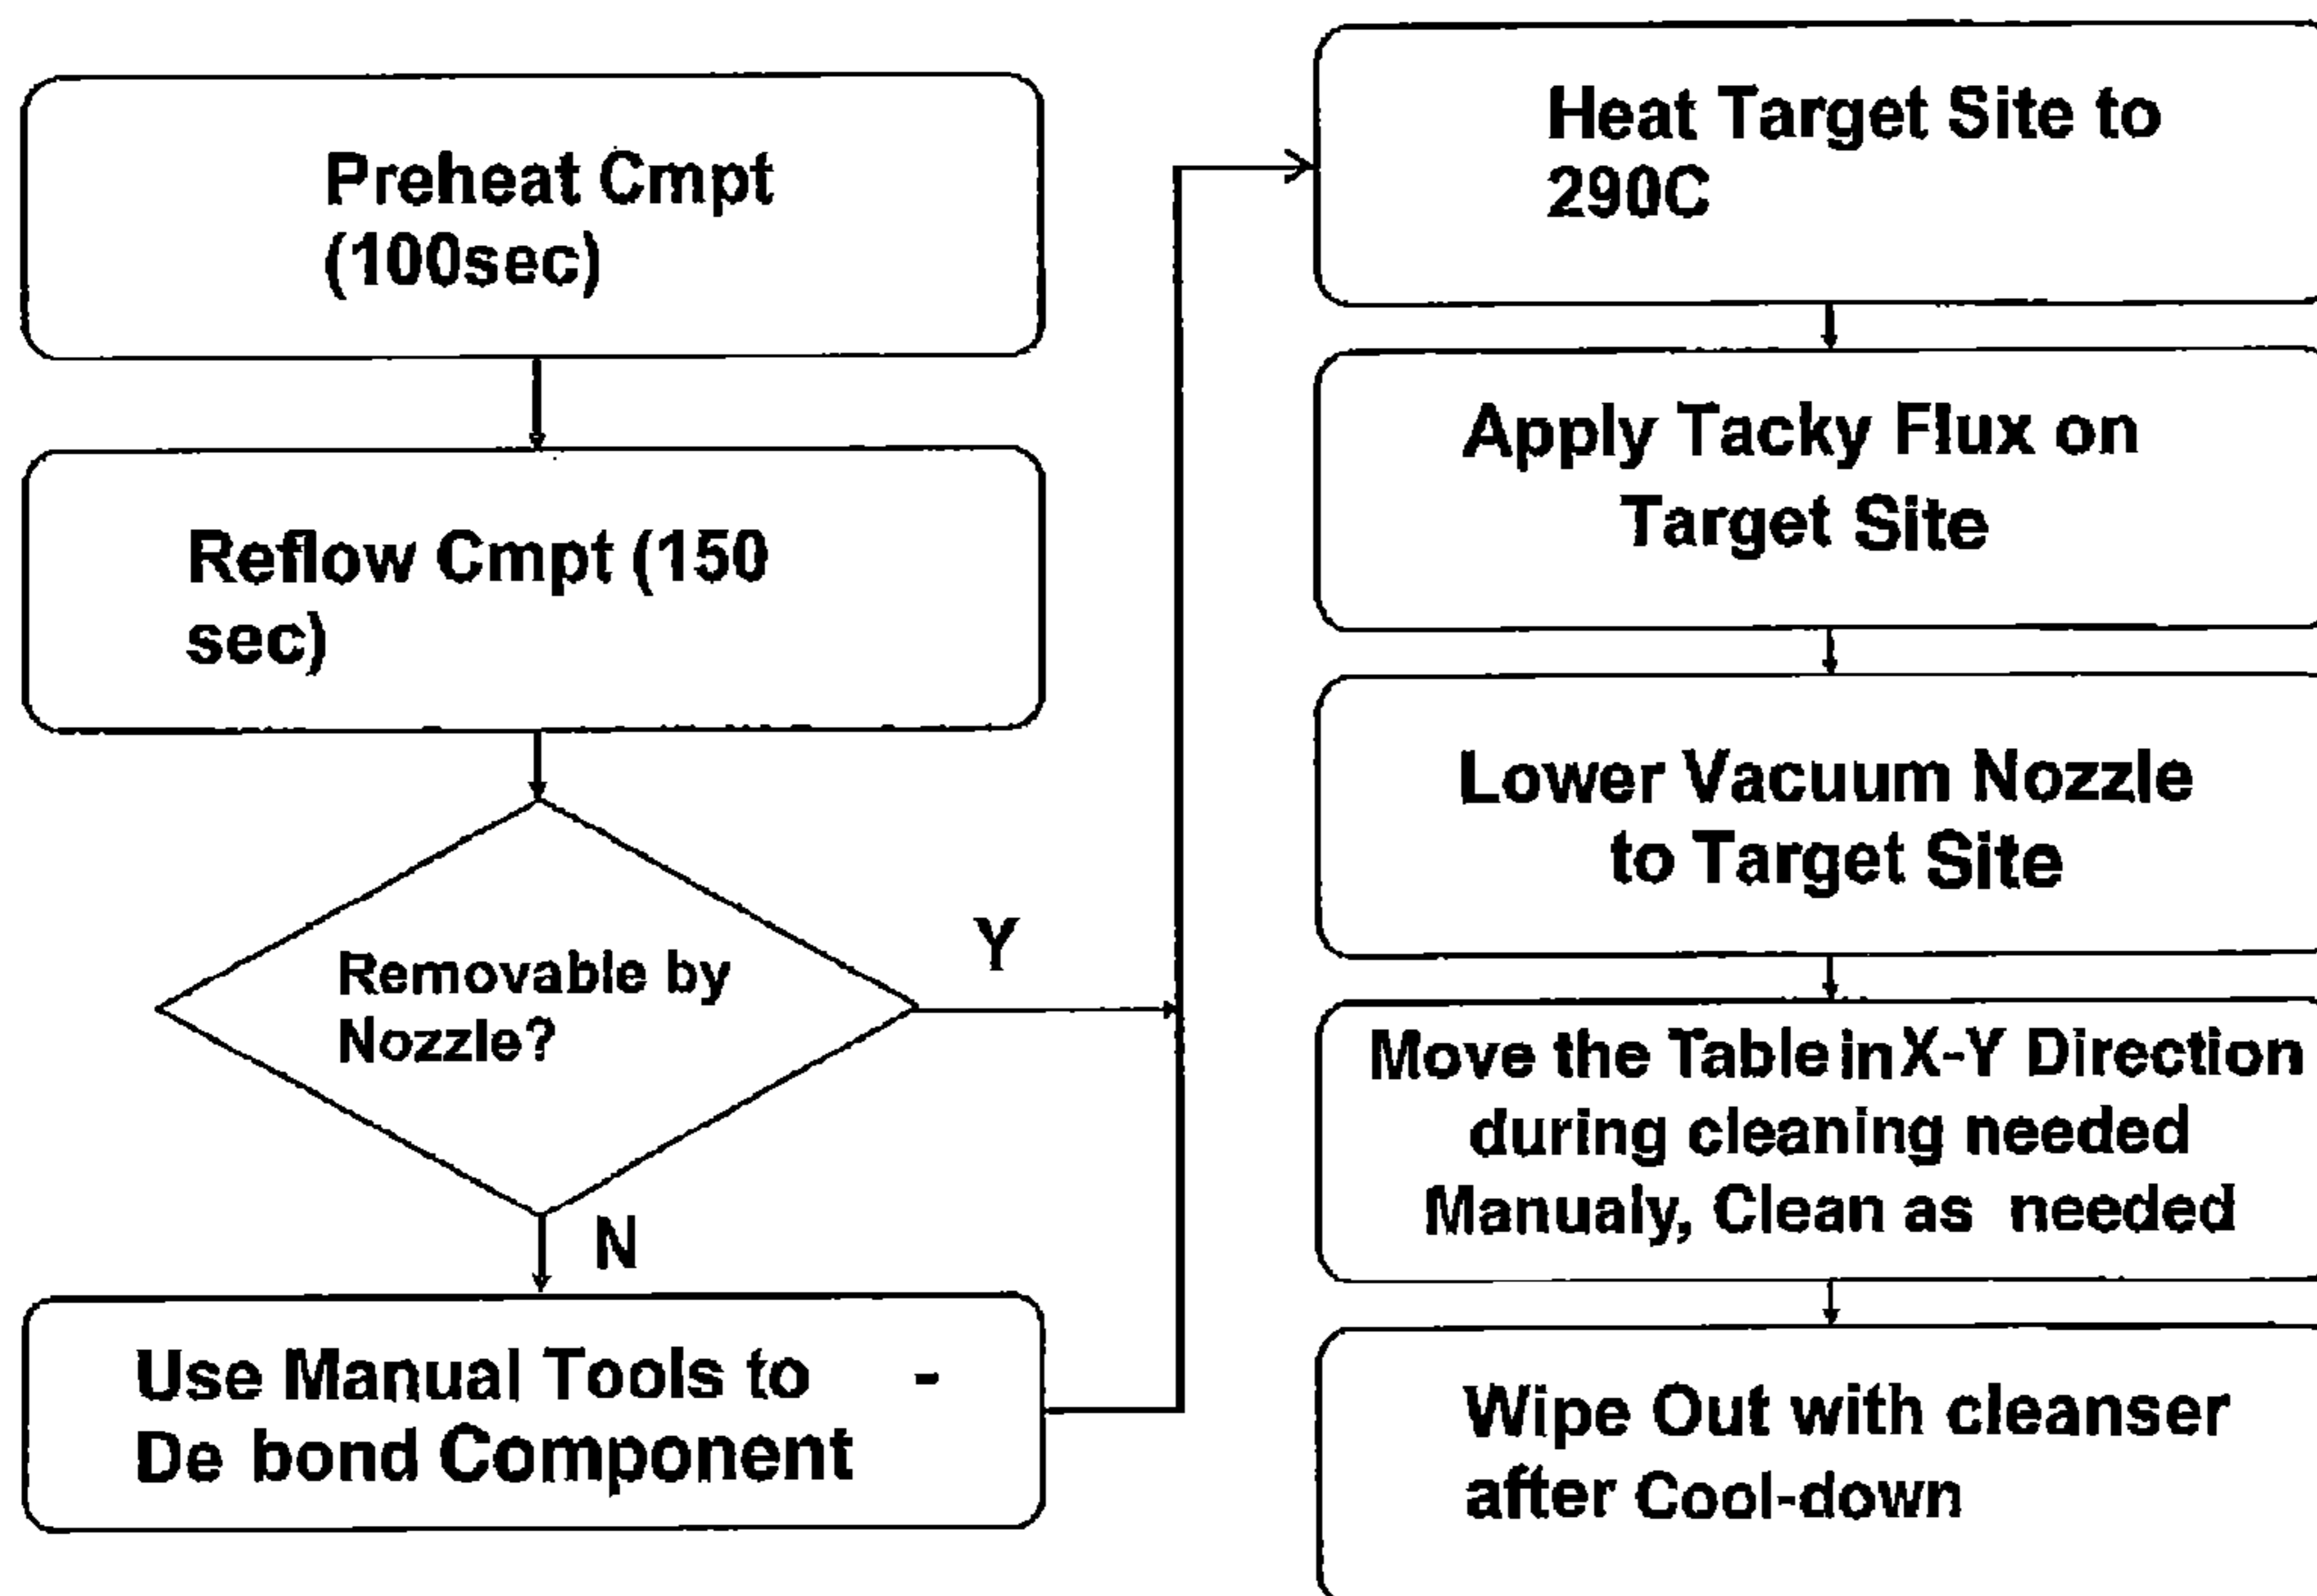 Preheat Cmpt
(100sec)
Reflow Cmpt (150
sec)
Removable by
Nozzle?
Y
N
Use Manual Tools to -
De bond Component
Heat Target Site to
290C
Apply Tacky Flux on
Target Site
Lower Vacuum Nozzle
to Target Site
Move the Table in X-Y Direction
during cleaning needed
Manualy, Clean as needed
Wipe Out with cleanser
after Cool-down